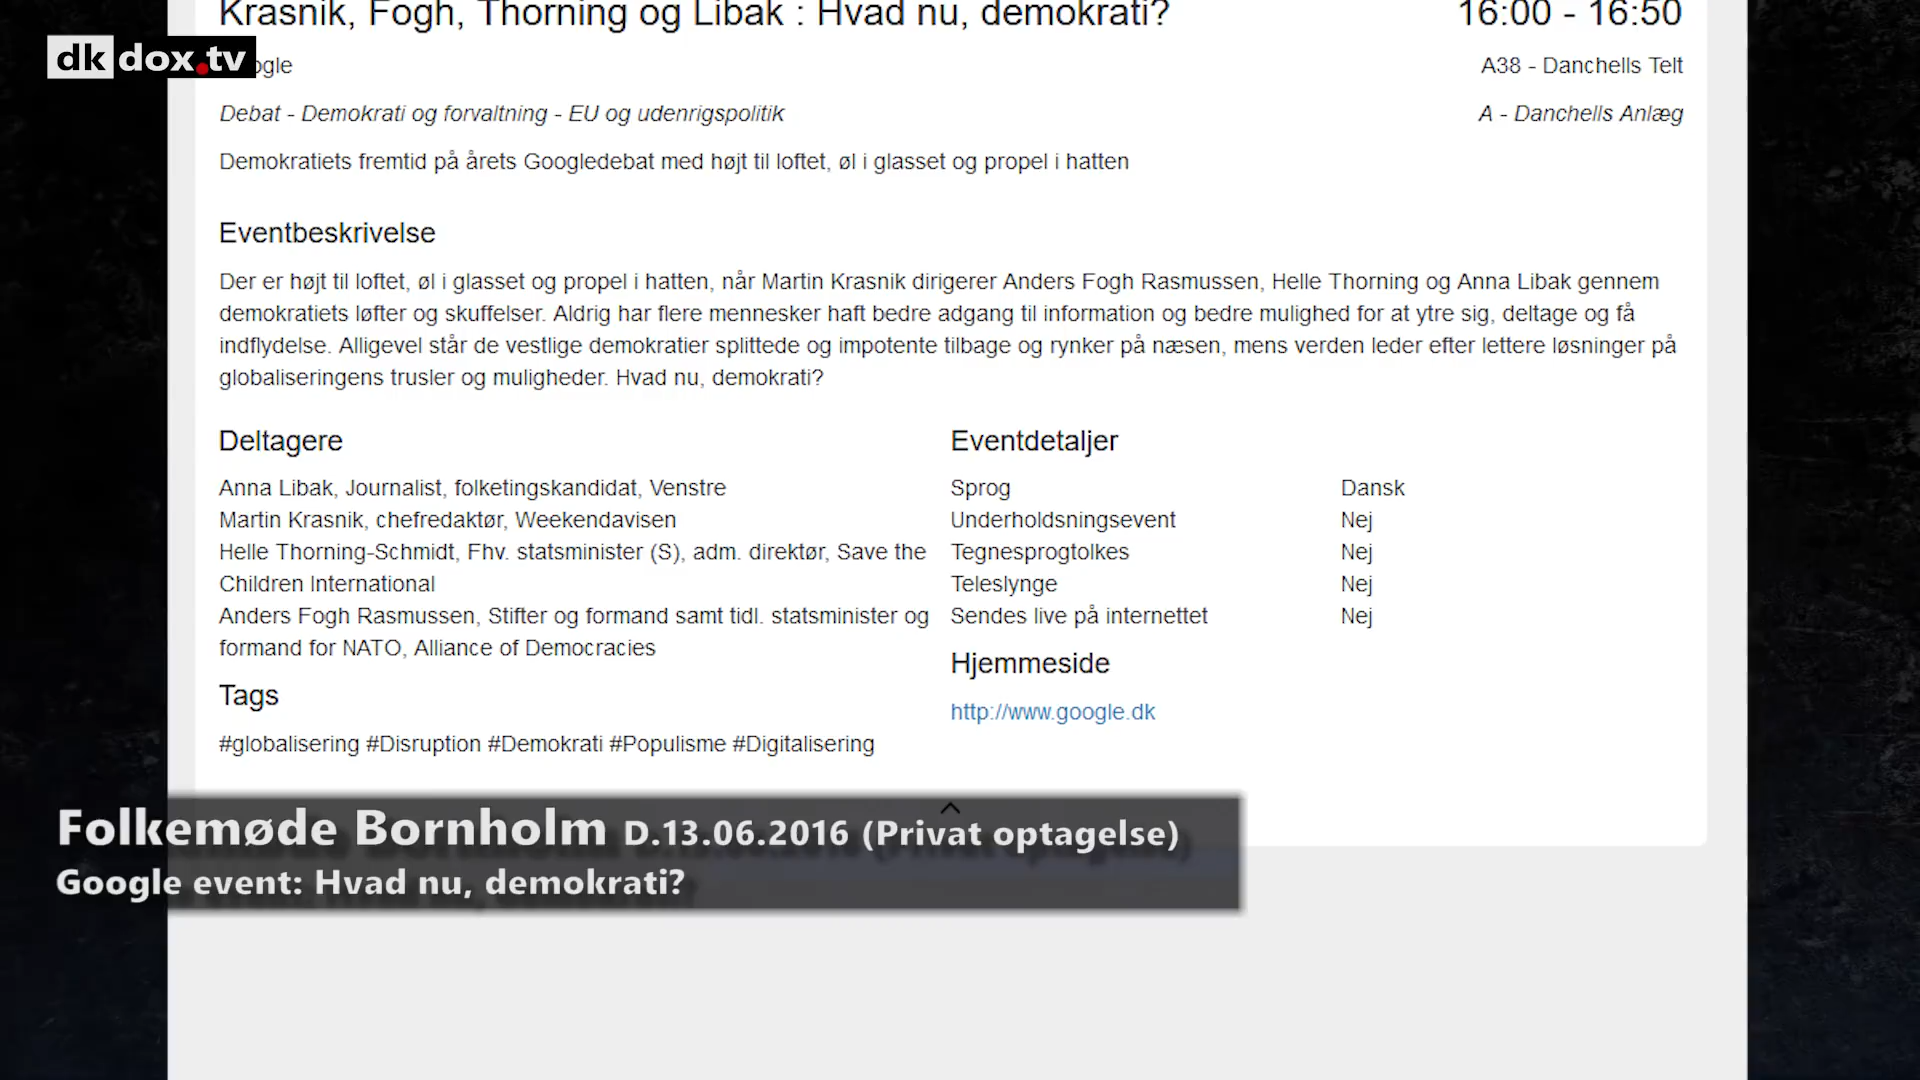 Krasnik, Fogh, Thorning og Libak : Hvad nu, demokrati?
16:00 - 16:50
dkdox.tv
A38 - Danchells Telt
Debat - Demokrati og forvaltning - EU og udenrigspolitik
A - Danchells Anlæg
Demokratiets fremtid på årets Googledebat med højt til loftet, øl i glasset og propel i hatten
Eventbeskrivelse
Der er højt til loftet, øl i glasset og propel i hatten, når Martin Krasnik dirigerer Anders Fogh Rasmussen, Helle Thorning og Anna Libak gennem
demokratiets løfter og skuffelser. Aldrig har flere mennesker haft bedre adgang til information og bedre mulighed for at ytre sig, deltage og få
indflydelse. Alligevel står de vestlige demokratier splittede og impotente tilbage og rynker på næsen, mens verden leder efter lettere løsninger på
globaliseringens trusler og muligheder. Hvad nu, demokrati?
Deltagere
Anna Libak, Journalist, folketingskandidat, Venstre
Martin Krasnik, chefredaktør, Weekendavisen
Helle Thorning-Schmidt, Fhv. statsminister (S), adm. direktør, Save the
Children International
Anders Fogh Rasmussen, Stifter og formand samt tidl. statsminister og
formand for NATO, Alliance of Democracies
Tags
#globalisering #Disruption #Demokrati #Populisme #Digitalisering
Eventdetaljer
Sprog Dansk
Underholdsningsevent Nej
Tegnesprogtolkes Nej
Teleslynge Nej
Sendes live på internettet Nej
Hjemmeside
http://www.google.dk
Folkemøde Bornholm D.13.06.2016 (Privat optagelse)
Google event: Hvad nu, demokrati?